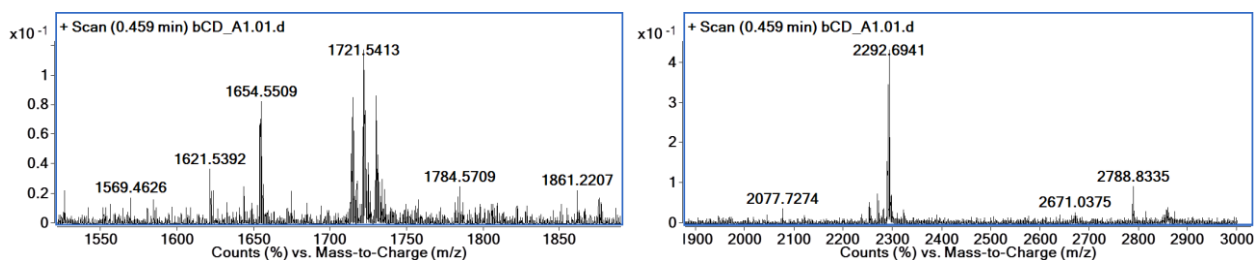 + Scan (0.459 min) bCD_A1.01.d
x10 -1
1721.5413
1
1654.5509
0.8
0.6
1621.5392
0.4
1569.4626
1784.5709
1861.2207
0.2
0
1550 1600 1650 1700 1750 1800 1850
Counts (%) vs. Mass-to-Charge (m/z)
+ Scan (0.459 min) bCD_A1.01.d
x10 -1
2292.6941
4
3
2
2788.8335
1
2077.7274
2671.0375
0
1900 2000 2100 2200 2300 2400 2500 2600 2700 2800 2900 3000
Counts (%) vs. Mass-to-Charge (m/z)